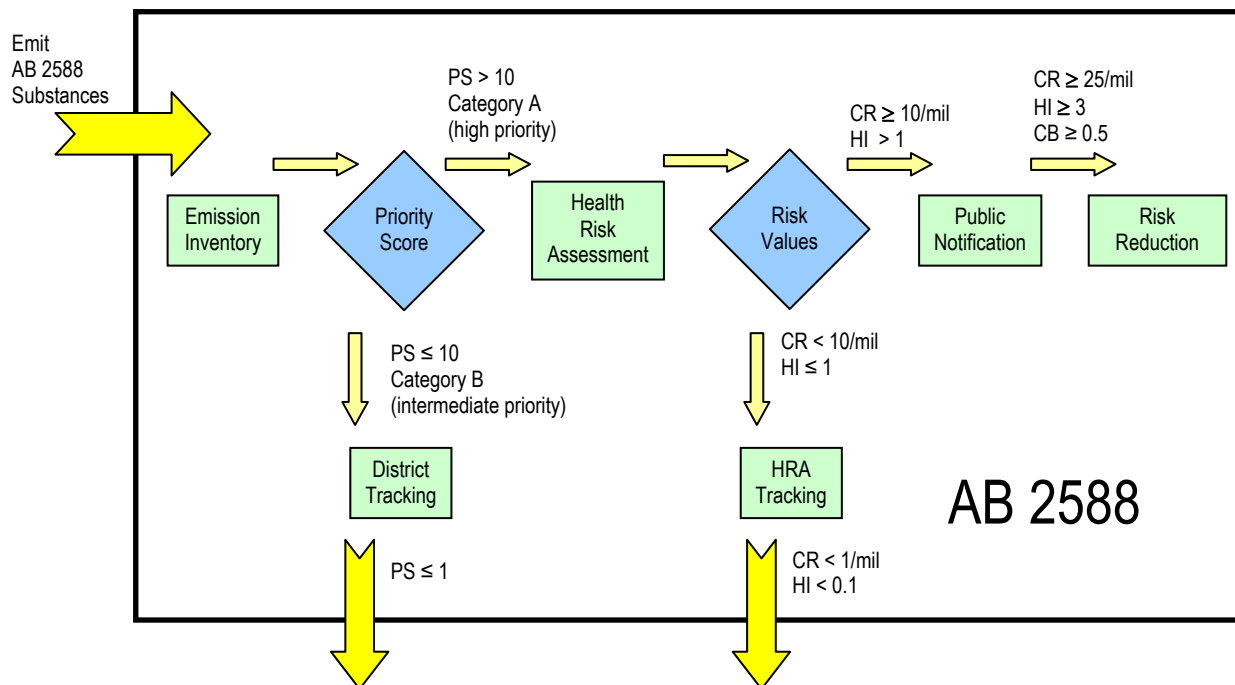 Emit
AB 2588
Substances
PS > 10
Category A
(high priority)
CR ≥ 10/mil
HI > 1
CR ≥ 25/mil
HI ≥ 3
CB ≥ 0.5
Emission
Inventory
Priority
Score
Health
Risk
Assessment
Risk
Values
Public
Notification
Risk
Reduction
PS ≤ 10
Category B
(intermediate priority)
CR < 10/mil
HI ≤ 1
District
Tracking
HRA
Tracking
AB 2588
PS ≤ 1
CR < 1/mil
HI < 0.1